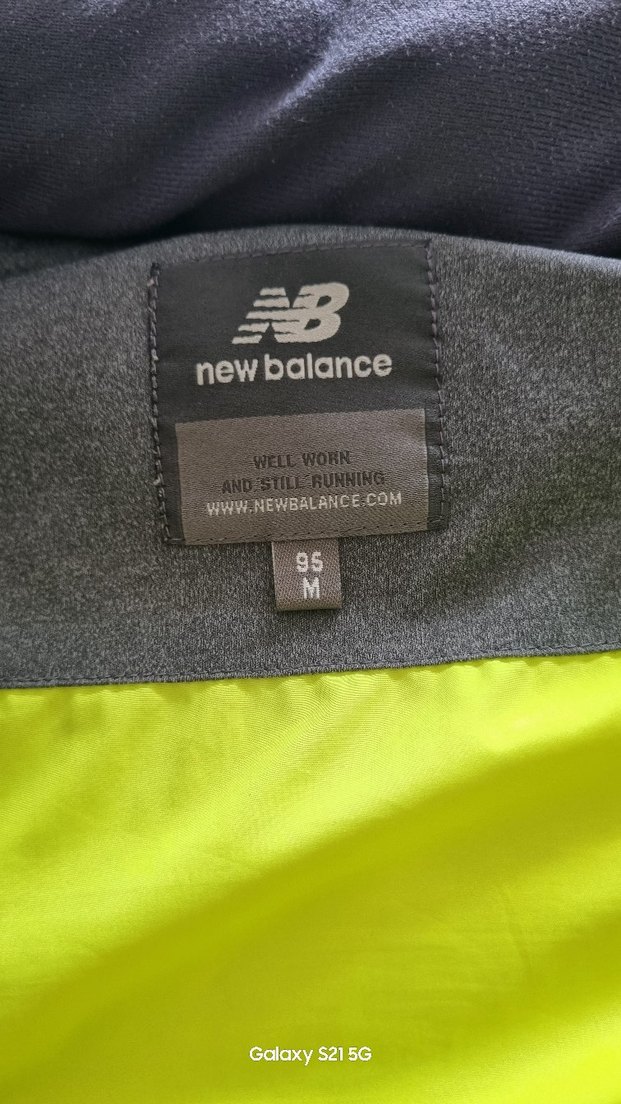 NB
new balance
WELL WORN
AND STILL RUNNING
WWW.NEWBALANCE.COM
95
M
Galaxy S21 5G